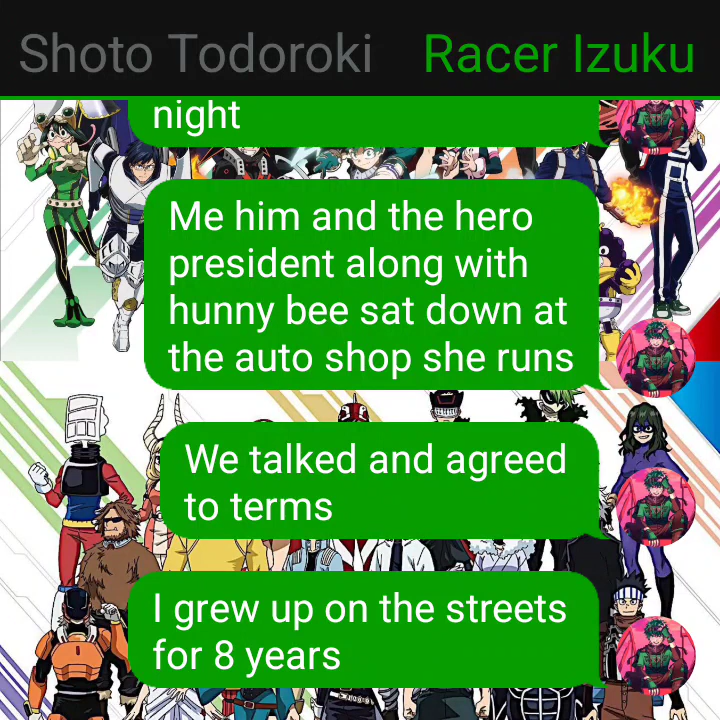 Shoto Todoroki Racer Izuku
night
Me him and the hero
president along with
hunny bee sat down at
the auto shop she runs
We talked and agreed
to terms
I grew up on the streets
for 8 years